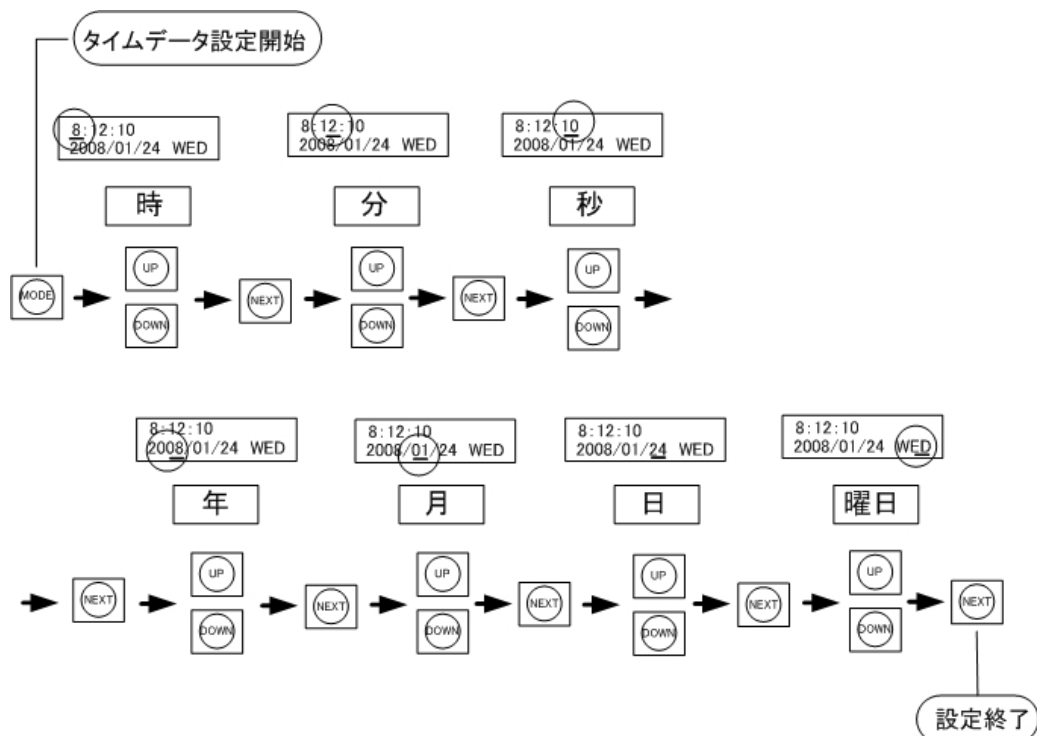 タイムデータ設定開始
8:12:10
2008/01/24 WED
8:12:10
2008/01/24 WED
8:12:10
2008/01/24 WED
時
分
秒
MODE
UP
DOWN
NEXT
UP
DOWN
NEXT
UP
DOWN
8:12:10
2008/01/24 WED
8:12:10
2008/01/24 WED
8:12:10
2008/01/24 WED
8:12:10
2008/01/24 WED
年
月
日
曜日
NEXT
UP
DOWN
NEXT
UP
DOWN
NEXT
UP
DOWN
NEXT
UP
DOWN
NEXT
設定終了